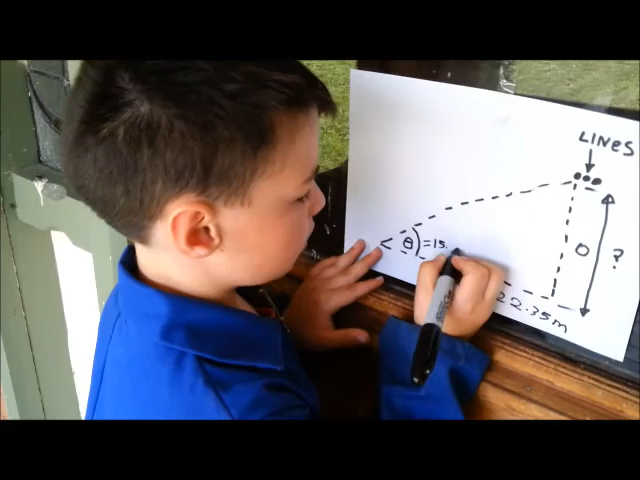 LINES
θ =15.
O ?
22.35m